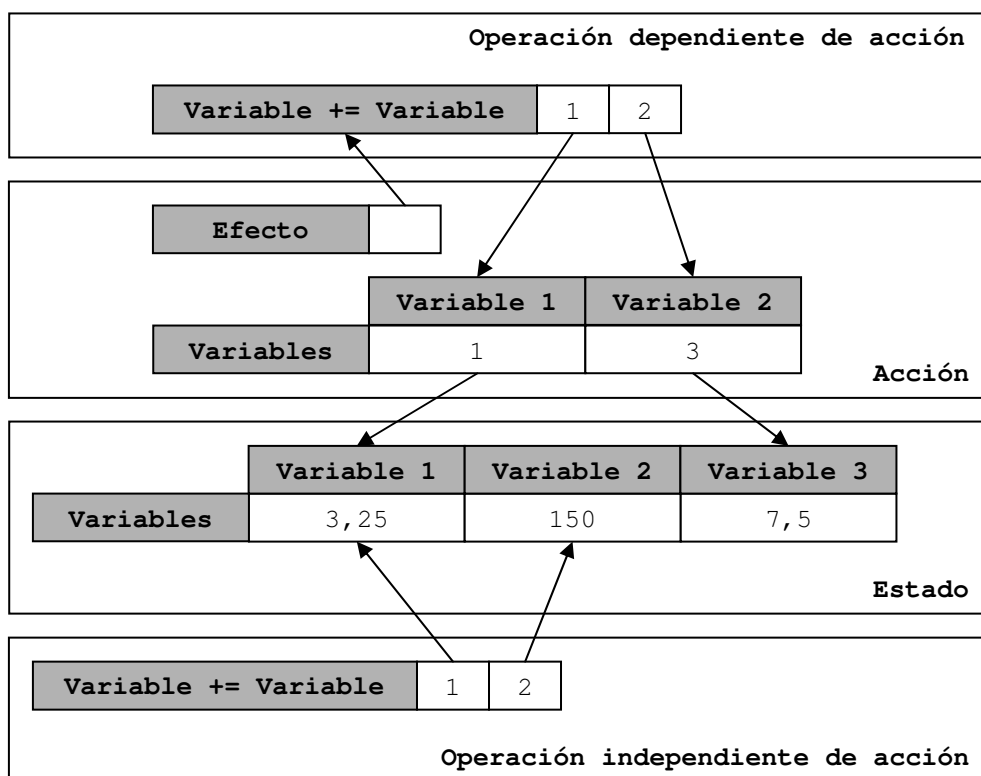 Operación dependiente de acción
Variable += Variable 1 2
Efecto
Variable 1 Variable 2
Variables 1 3
Acción
Variable 1 Variable 2 Variable 3
Variables 3,25 150 7,5
Estado
Variable += Variable 1 2
Operación independiente de acción